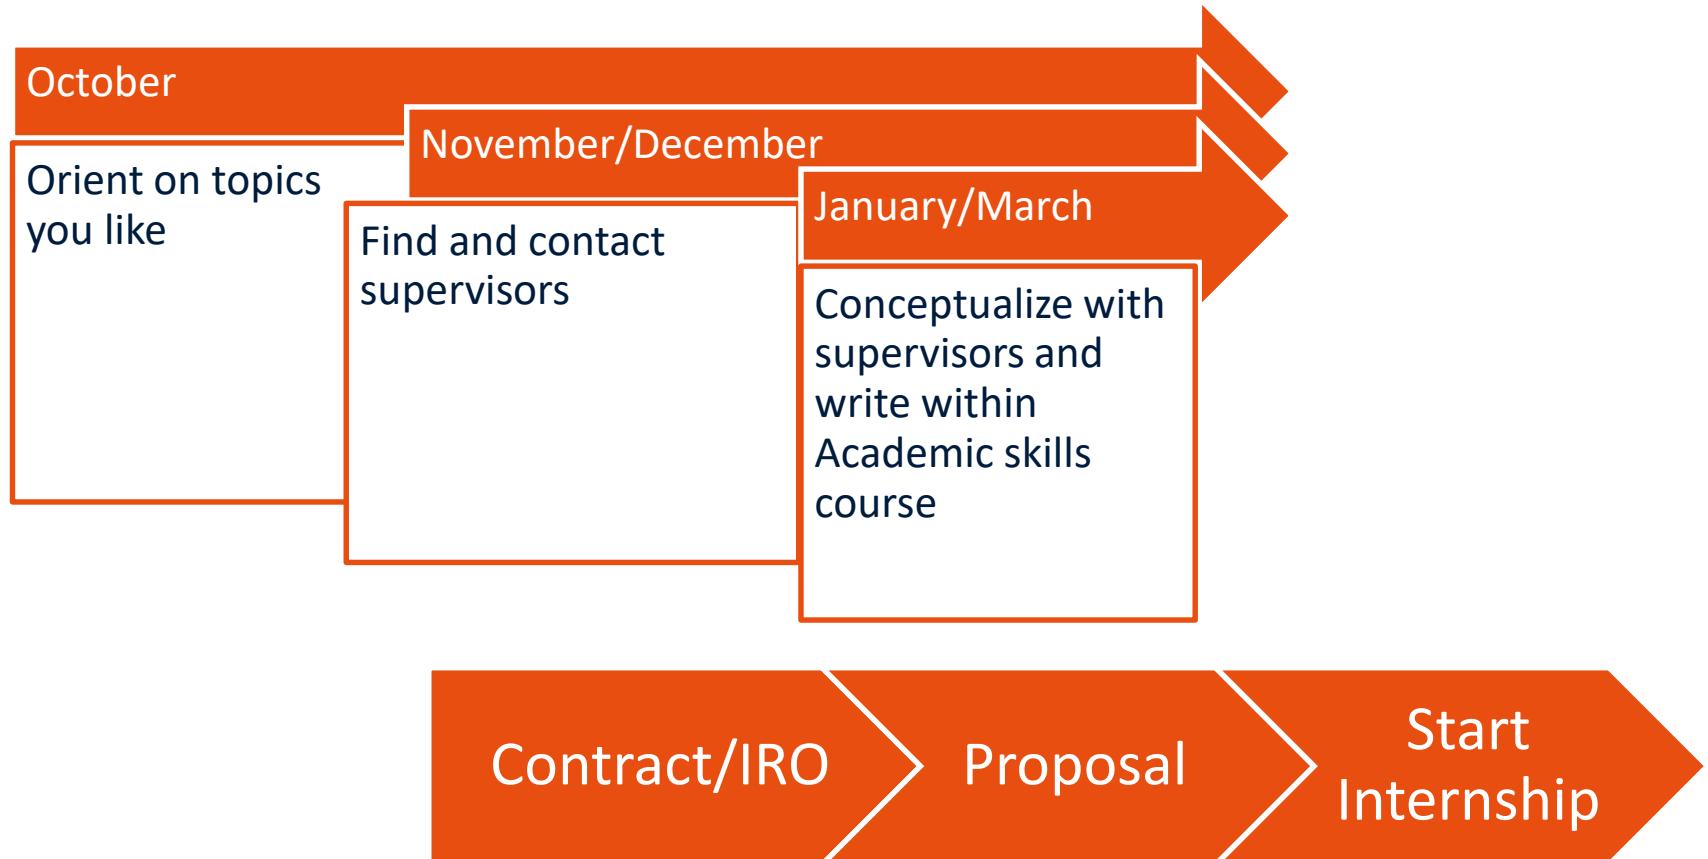 October
Orient on topics
you like
November/December
Find and contact
supervisors
January/March
Conceptualize with
supervisors and
write within
Academic skills
course
Contract/IRO
Proposal
Start
Internship